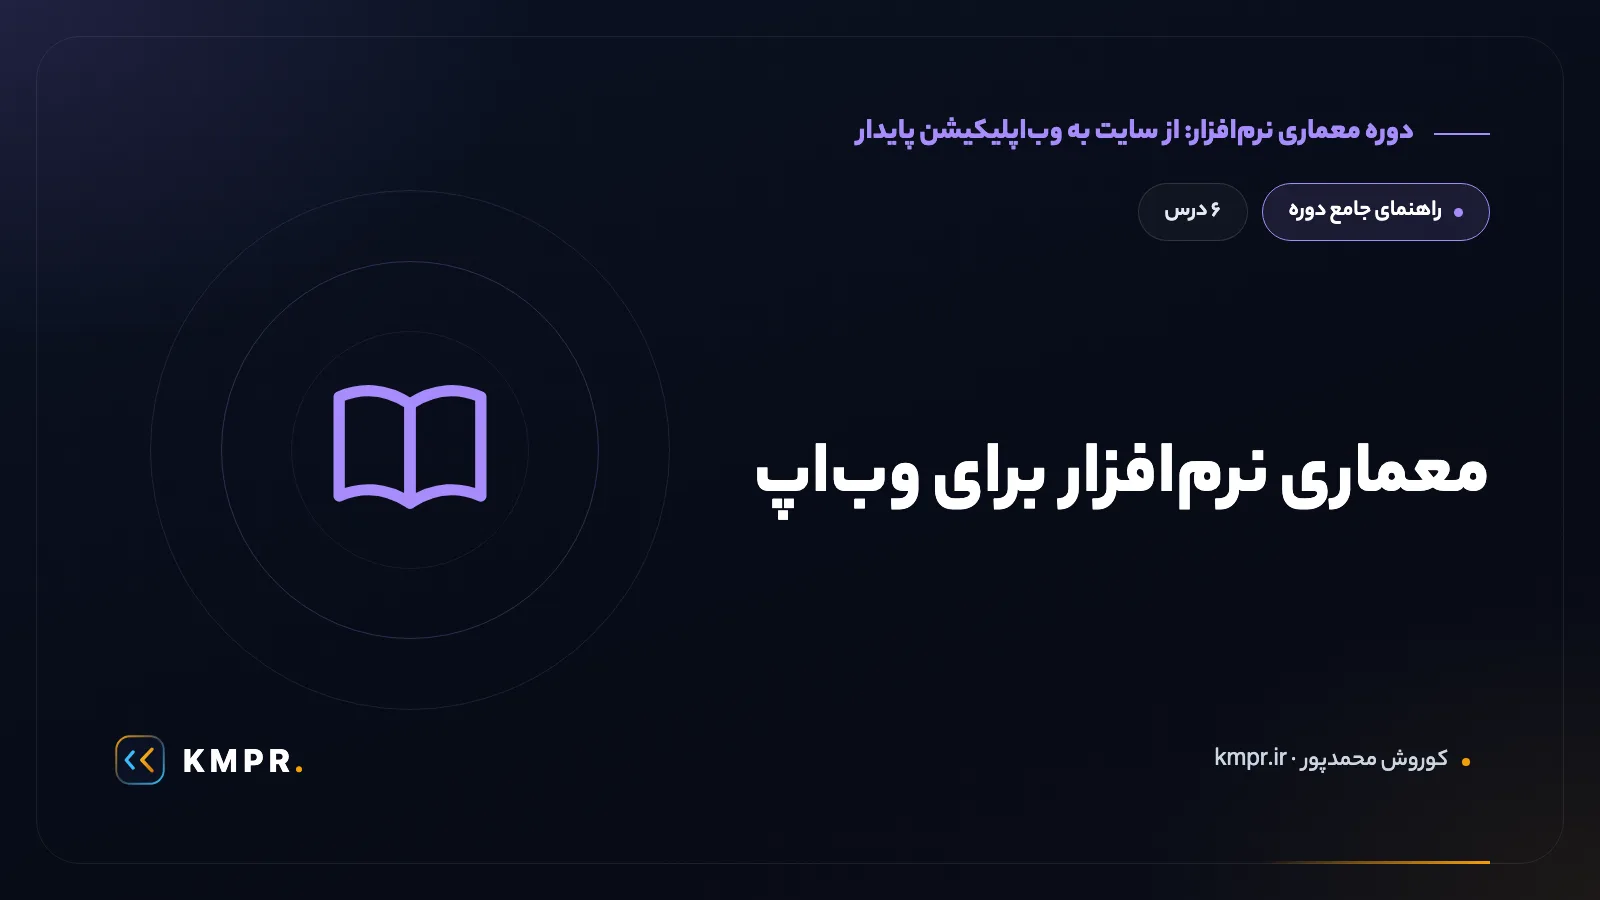 دوره معماری نرم‌افزار: از سایت به وب‌اپلیکیشن پایدار
راهنمای جامع دوره
۶ درس
معماری نرم‌افزار برای وب‌اپ
کوروش محمدپور · kmpr.ir
KMPR.